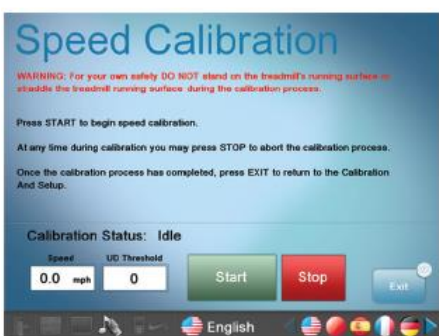 Speed Calibration
WARNING: For your own safety DO NOT stand on the treadmill's running surface or
straddle the treadmill running surface during the calibration process.
Press START to begin speed calibration.
At any time during calibration you may press STOP to abort the calibration process.
Once the calibration process has completed, press EXIT to return to the Calibration
And Setup.
Calibration Status: Idle
Speed UD Threshold
0.0 mph 0 Start Stop Exit
English